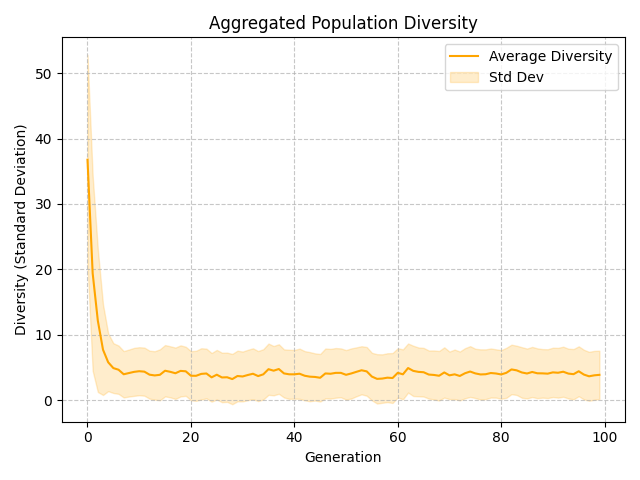 Aggregated Population Diversity
Diversity (Standard Deviation)
50
40
30
20
10
0
Average Diversity
Std Dev
0 20 40 60 80 100
Generation